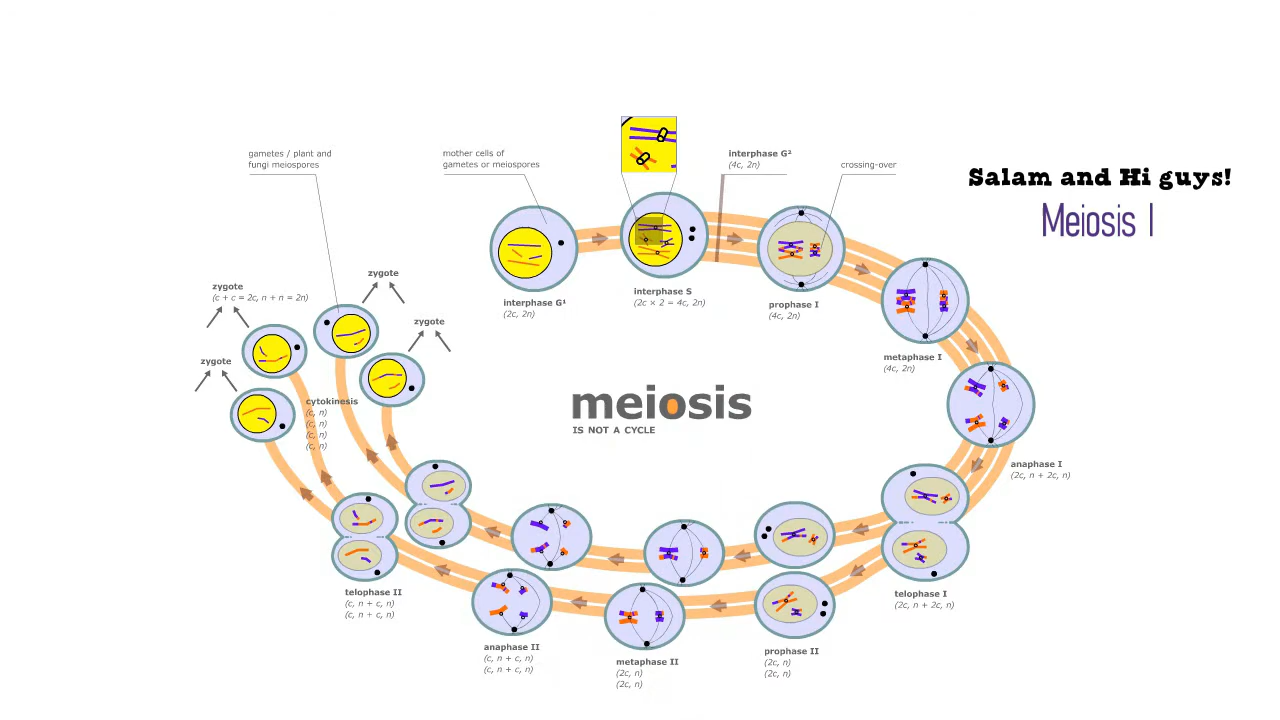 gametes / plant and
fungi meiospores
mother cells of
gametes or meiospores
interphase G²
(4c, 2n)
crossing-over
Salam and Hi guys!
Meiosis I
zygote
zygote
(c + c = 2c, n + n = 2n)
interphase G¹
(2c, 2n)
interphase S
(2c × 2 = 4c, 2n)
prophase I
(4c, 2n)
zygote
zygote
metaphase I
(4c, 2n)
cytokinesis
(c, n)
(c, n)
(c, n)
(c, n)
meiosis
IS NOT A CYCLE
anaphase I
(2c, n + 2c, n)
telophase II
(c, n + c, n)
(c, n + c, n)
telophase I
(2c, n + 2c, n)
anaphase II
(c, n + c, n)
(c, n + c, n)
metaphase II
(2c, n)
(2c, n)
prophase II
(2c, n)
(2c, n)